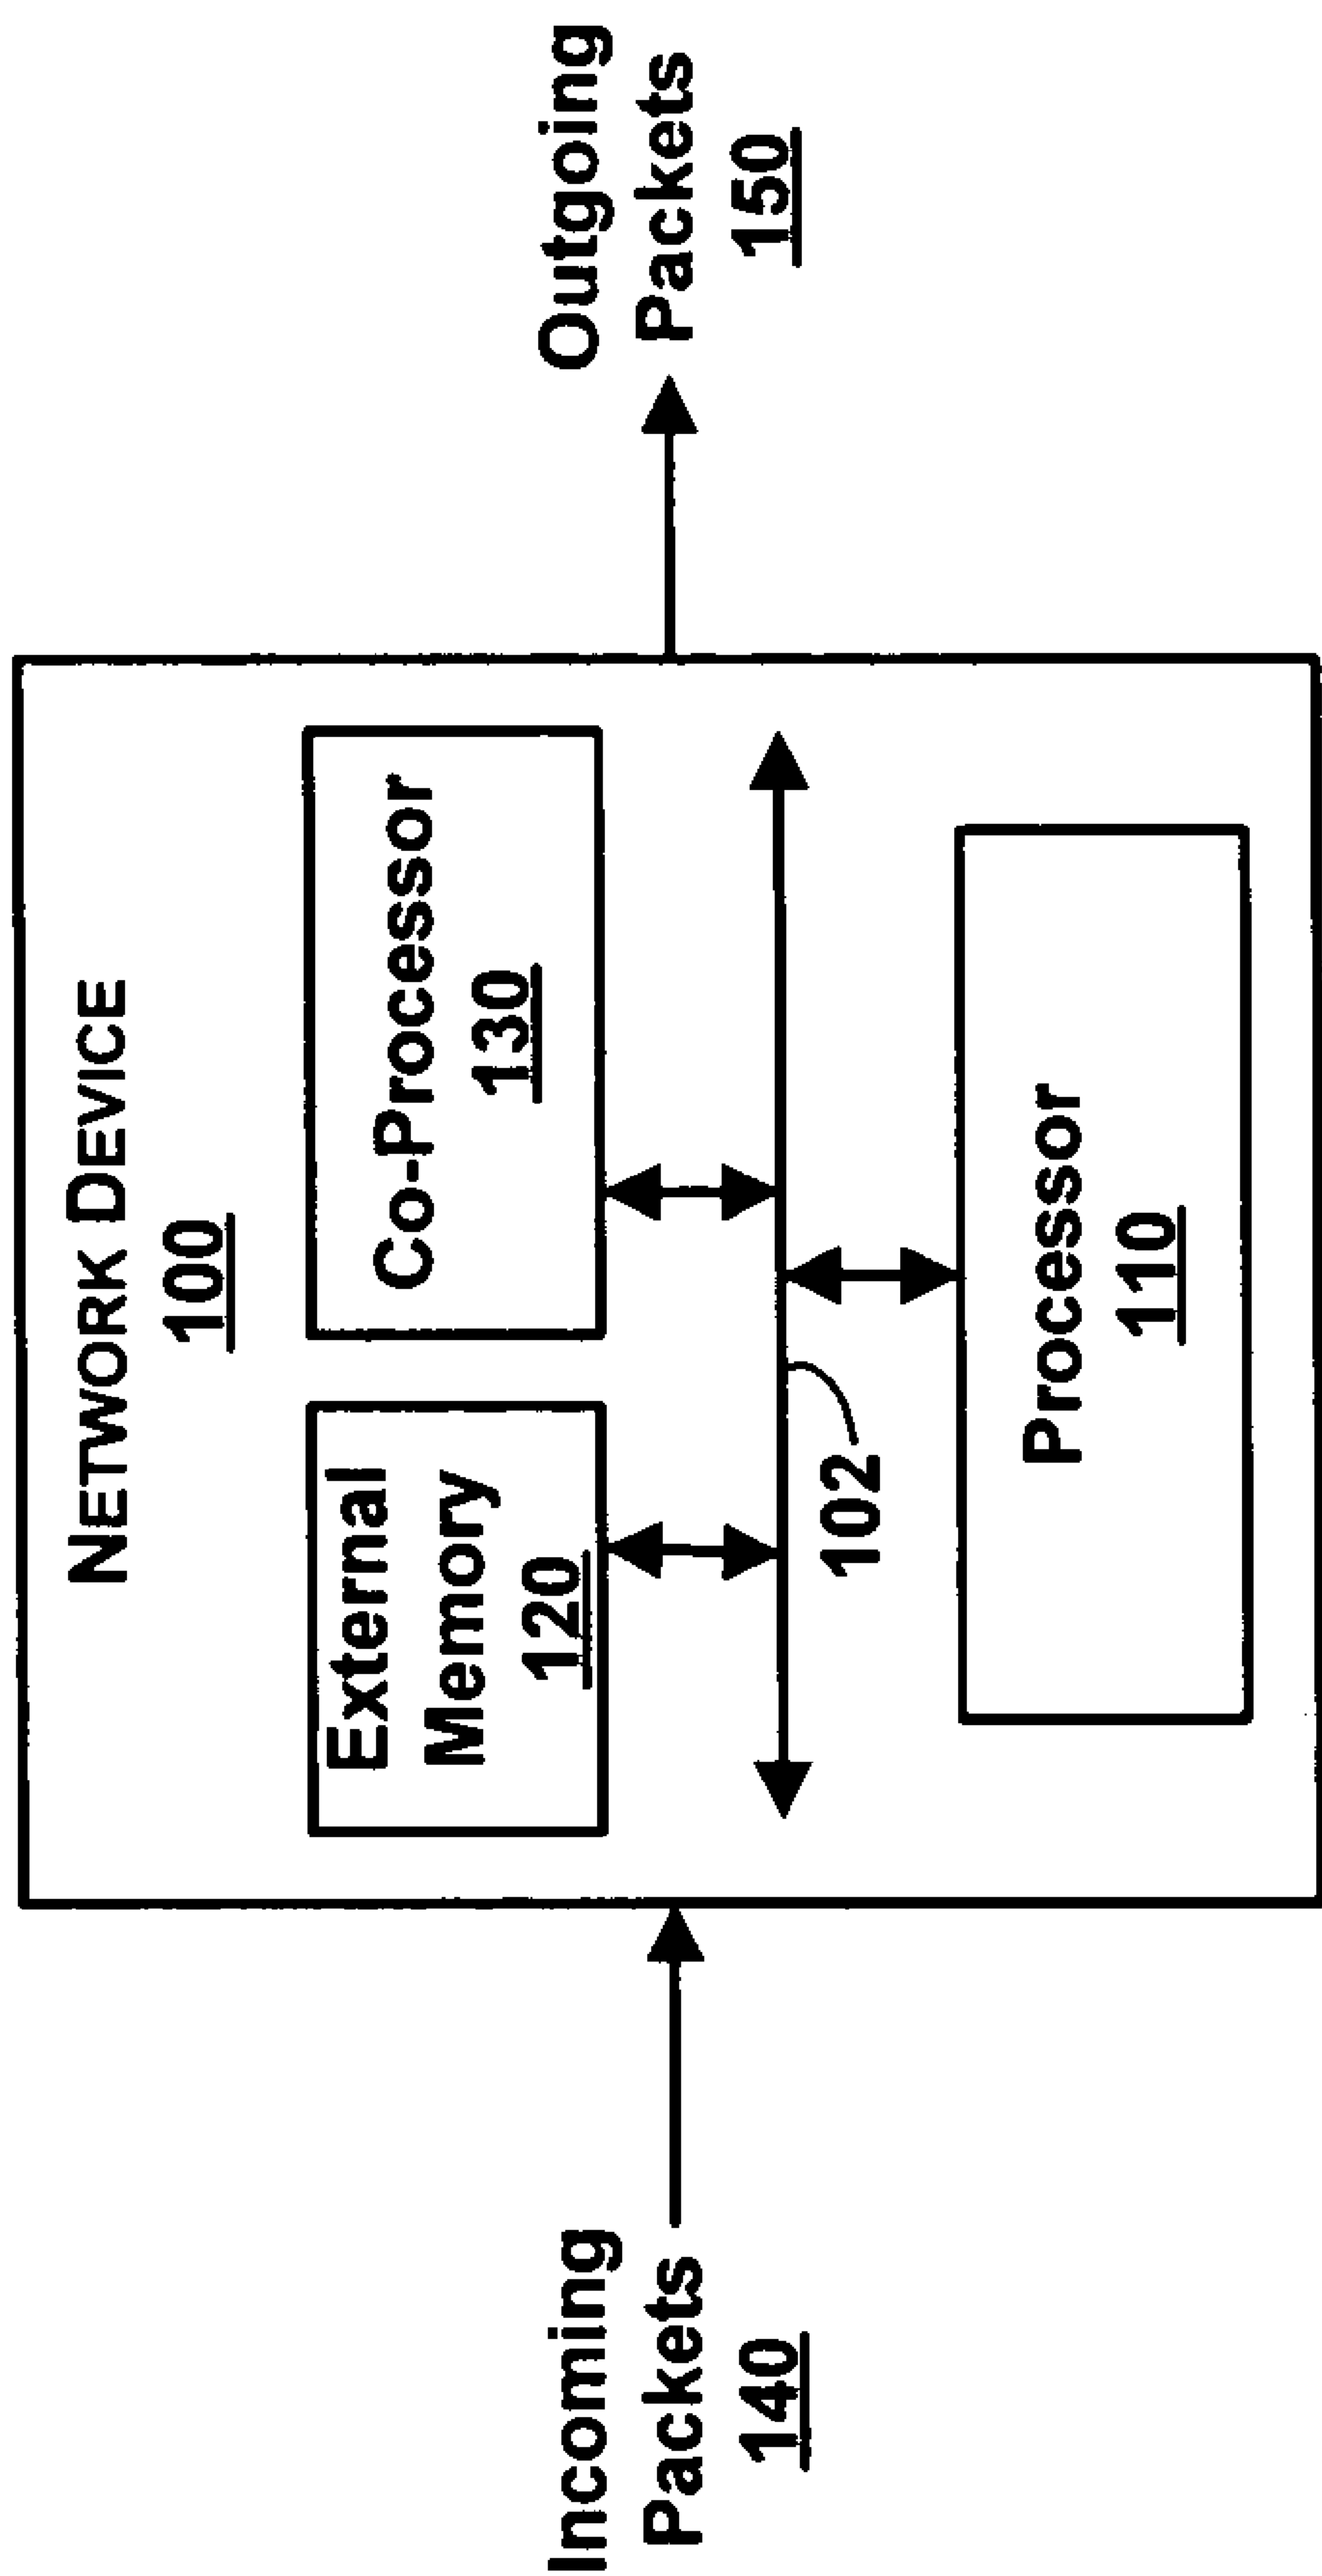 NETWORK DEVICE
100
External
Memory
120
Co-Processor
130
102
Processor
110
Incoming
Packets
140
Outgoing
Packets
150